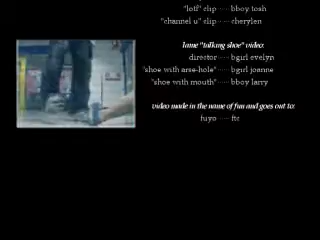 "lotf" clip ····· bboy tosh
"channel u" clip ····· cherylen
lame "talking shoe" video:
director ····· bgirl evelyn
"shoe with arse-hole" ····· bgirl joanne
"shoe with mouth" ····· bboy larry
video made in the name of fun and goes out to:
fuyo ····· ftr